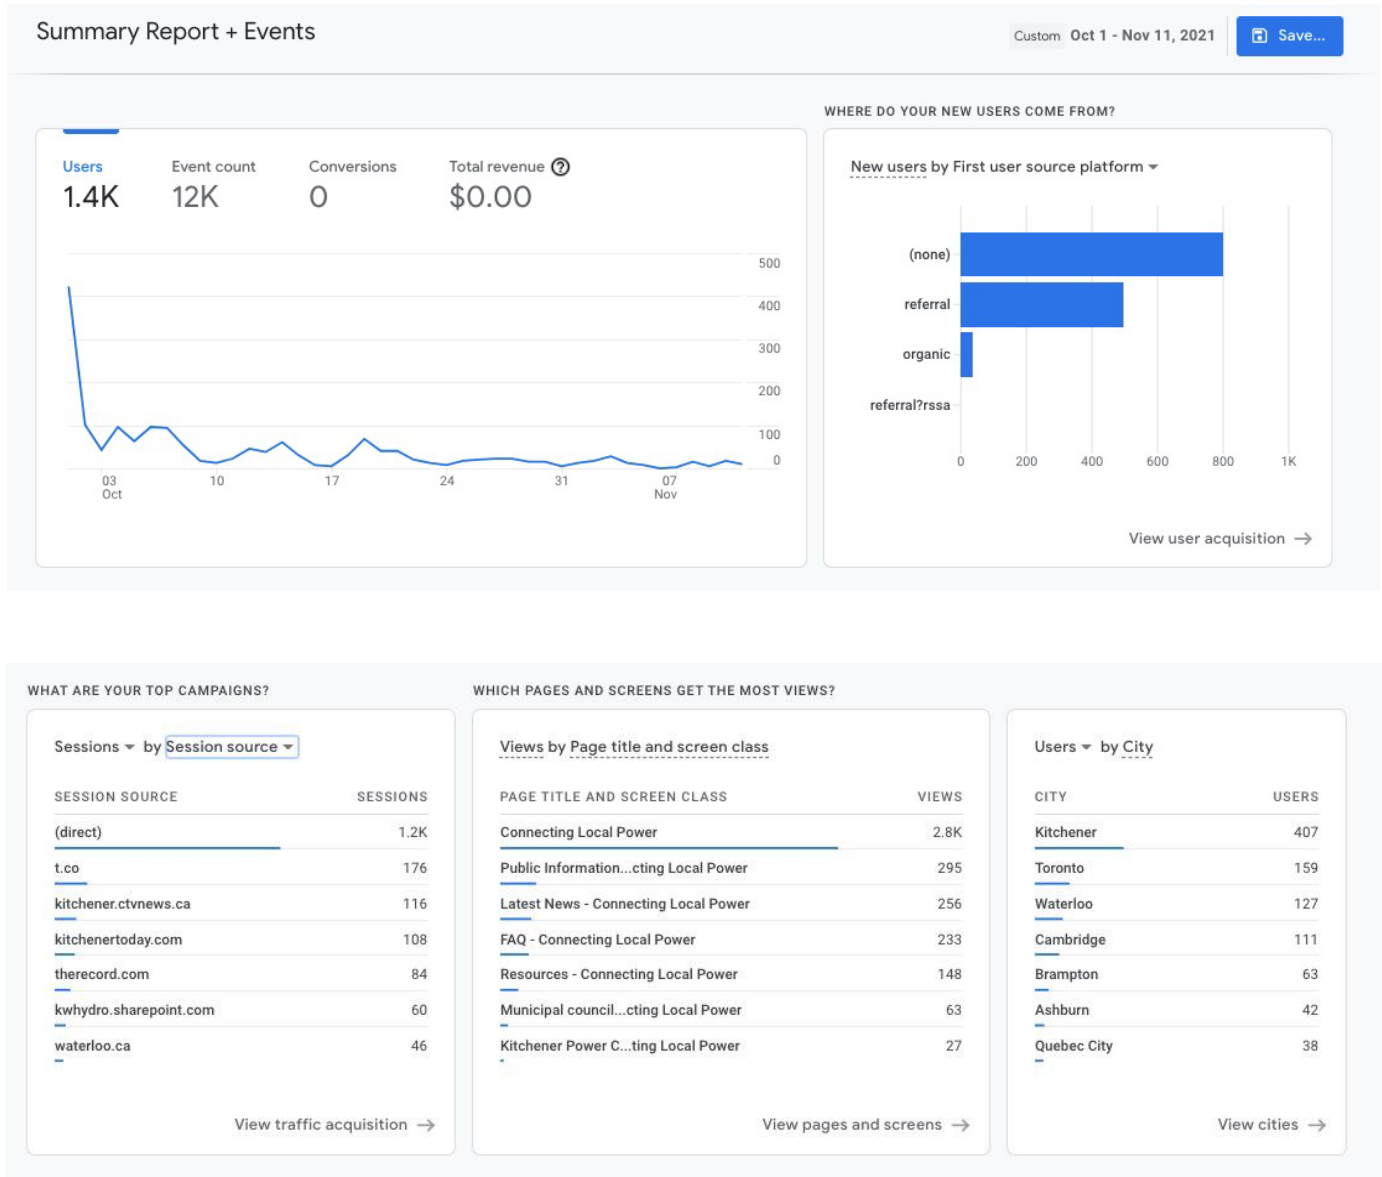 Summary Report + Events
Custom Oct 1 - Nov 11, 2021 Save...
Users Event count Conversions Total revenue ?
1.4K 12K 0 $0.00
500
400
300
200
100
0
03 10 17 24 31 07
Oct Nov
WHERE DO YOUR NEW USERS COME FROM?
New users by First user source platform
(none)
referral
organic
referral?rssa
0 200 400 600 800 1K
View user acquisition →
WHAT ARE YOUR TOP CAMPAIGNS?
Sessions by Session source
SESSION SOURCE SESSIONS
(direct) 1.2K
t.co 176
kitchener.ctvnews.ca 116
kitchenertoday.com 108
therecord.com 84
kwhydro.sharepoint.com 60
waterloo.ca 46
View traffic acquisition →
WHICH PAGES AND SCREENS GET THE MOST VIEWS?
Views by Page title and screen class
PAGE TITLE AND SCREEN CLASS VIEWS
Connecting Local Power 2.8K
Public Information...cting Local Power 295
Latest News - Connecting Local Power 256
FAQ - Connecting Local Power 233
Resources - Connecting Local Power 148
Municipal council...cting Local Power 63
Kitchener Power C...ting Local Power 27
View pages and screens →
Users by City
CITY USERS
Kitchener 407
Toronto 159
Waterloo 127
Cambridge 111
Brampton 63
Ashburn 42
Quebec City 38
View cities →